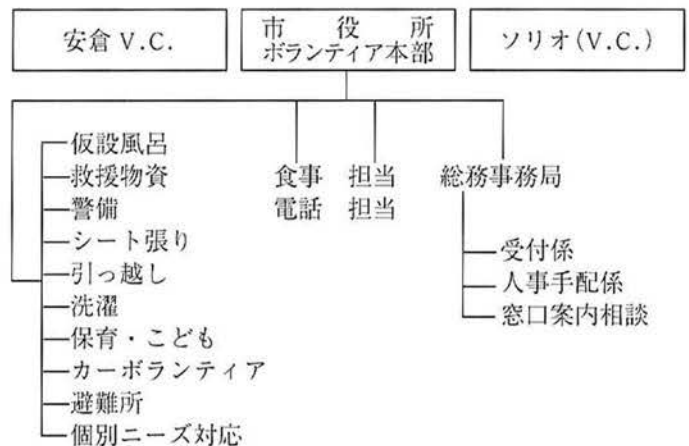 安倉 V.C.
市役所
ボランティア本部
ソリオ(V.C.)
仮設風呂
救援物資
警備
シート張り
引っ越し
洗濯
保育・こども
カーボランティア
避難所
個別ニーズ対応
食事 担当
電話 担当
総務事務局
受付係
人事手配係
窓口案内相談